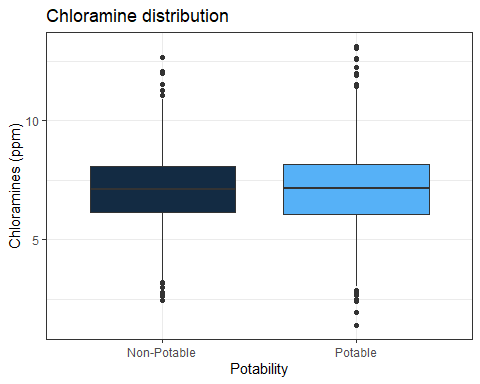 Chloramine distribution
Chloramines (ppm)
10
5
Non-Potable
Potable
Potability